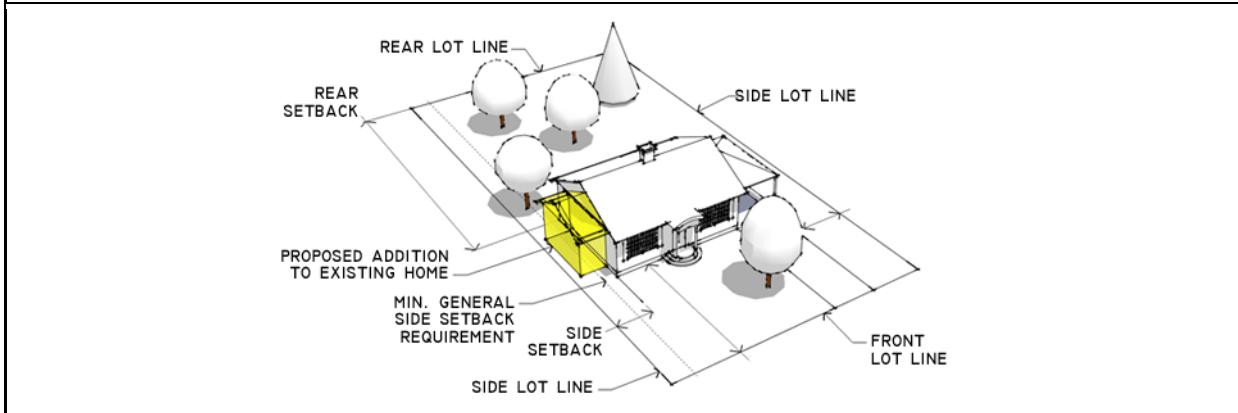 REAR LOT LINE
REAR
SETBACK
SIDE LOT LINE
PROPOSED ADDITION
TO EXISTING HOME
MIN. GENERAL
SIDE SETBACK
REQUIREMENT
SIDE
SETBACK
FRONT
LOT LINE
SIDE LOT LINE